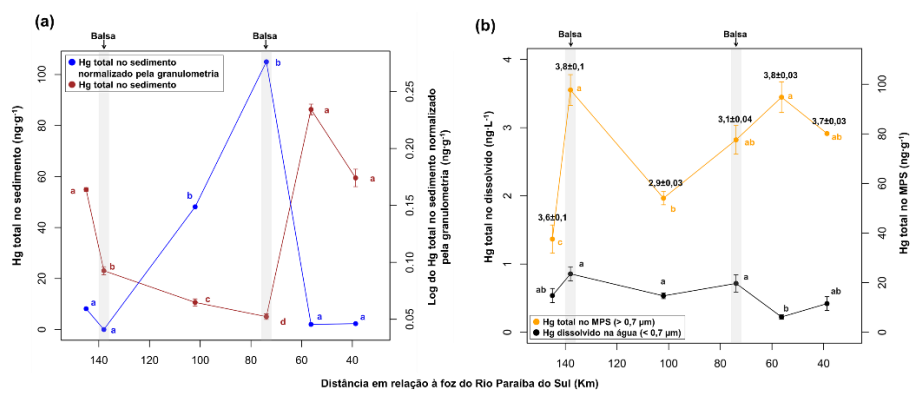 (a)
Balsa
Balsa
Hg total no sedimento
normalizado pela granulometria
Hg total no sedimento
Hg total no sedimento (ng·g⁻¹)
100
80
60
40
20
0
0.25
0.20
0.15
0.10
0.05
Log do Hg total no sedimento normalizado
pela granulometria
(ng·g⁻¹)
a
b
c
d
a
a
a
a
b
b
a
a
140
120
100
80
60
40
(b)
Balsa
Balsa
4
3
2
1
0
Hg total no dissolvido (ng·L⁻¹)
100
80
60
40
20
0
Hg total no MPS (ng·g⁻¹)
3,6±0,1
3,8±0,1
2,9±0,03
3,1±0,04
3,8±0,03
3,7±0,03
c
a
b
ab
a
ab
ab
a
a
a
b
ab
Hg total no MPS (> 0,7 µm)
Hg dissolvido na água (< 0,7 µm)
140
120
100
80
60
40
Distância em relação à foz do Rio Paraíba do Sul (Km)